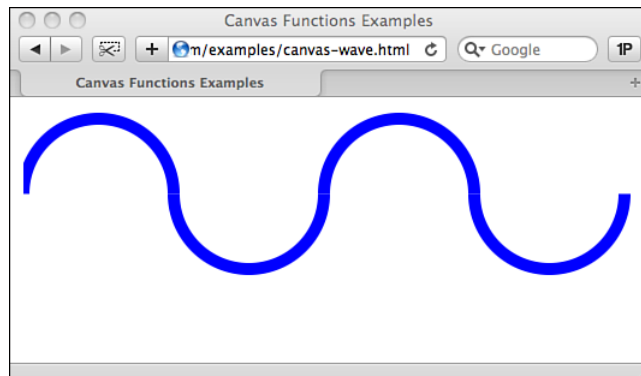 Canvas Functions Examples
m/examples/canvas-wave.html
Google
1P
Canvas Functions Examples